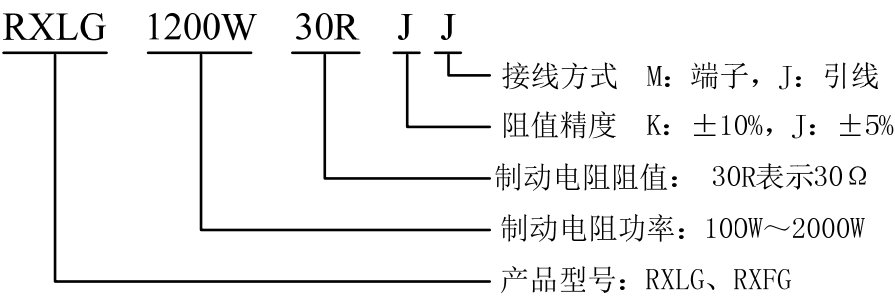 RXLG 1200W 30R J J
接线方式 M：端子，J：引线
阻值精度 K：±10%，J：±5%
制动电阻阻值： 30R表示30Ω
制动电阻功率：100W～2000W
产品型号：RXLG、RXFG